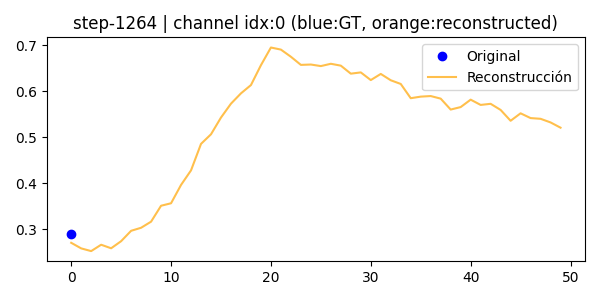 step-1264 | channel idx:0 (blue:GT, orange:reconstructed)
0.7
0.6
0.5
0.4
0.3
Original
Reconstrucción
0 10 20 30 40 50